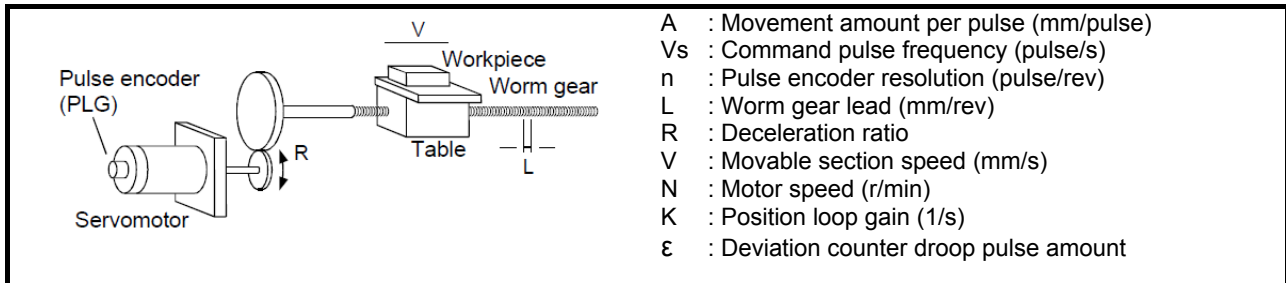 V
Workpiece
Pulse encoder
(PLG)
Worm gear
R
Table
L
Servomotor
A : Movement amount per pulse (mm/pulse)
Vs : Command pulse frequency (pulse/s)
n : Pulse encoder resolution (pulse/rev)
L : Worm gear lead (mm/rev)
R : Deceleration ratio
V : Movable section speed (mm/s)
N : Motor speed (r/min)
K : Position loop gain (1/s)
ε : Deviation counter droop pulse amount